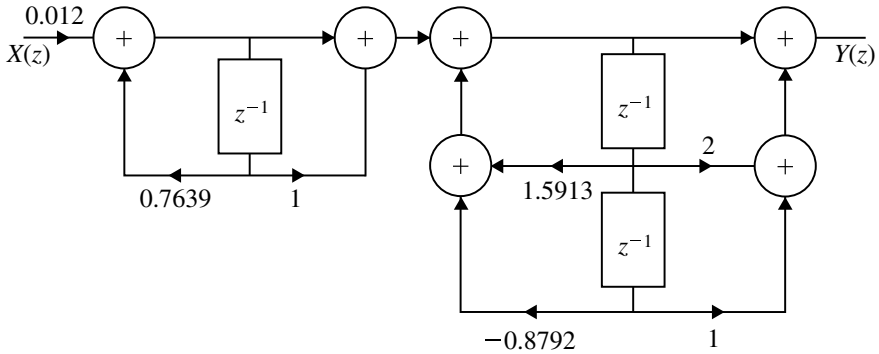 0.012
X(z)
+
+
+
+
Y(z)
z⁻¹
z⁻¹
0.7639
1
+
1.5913
2
+
z⁻¹
−0.8792
1